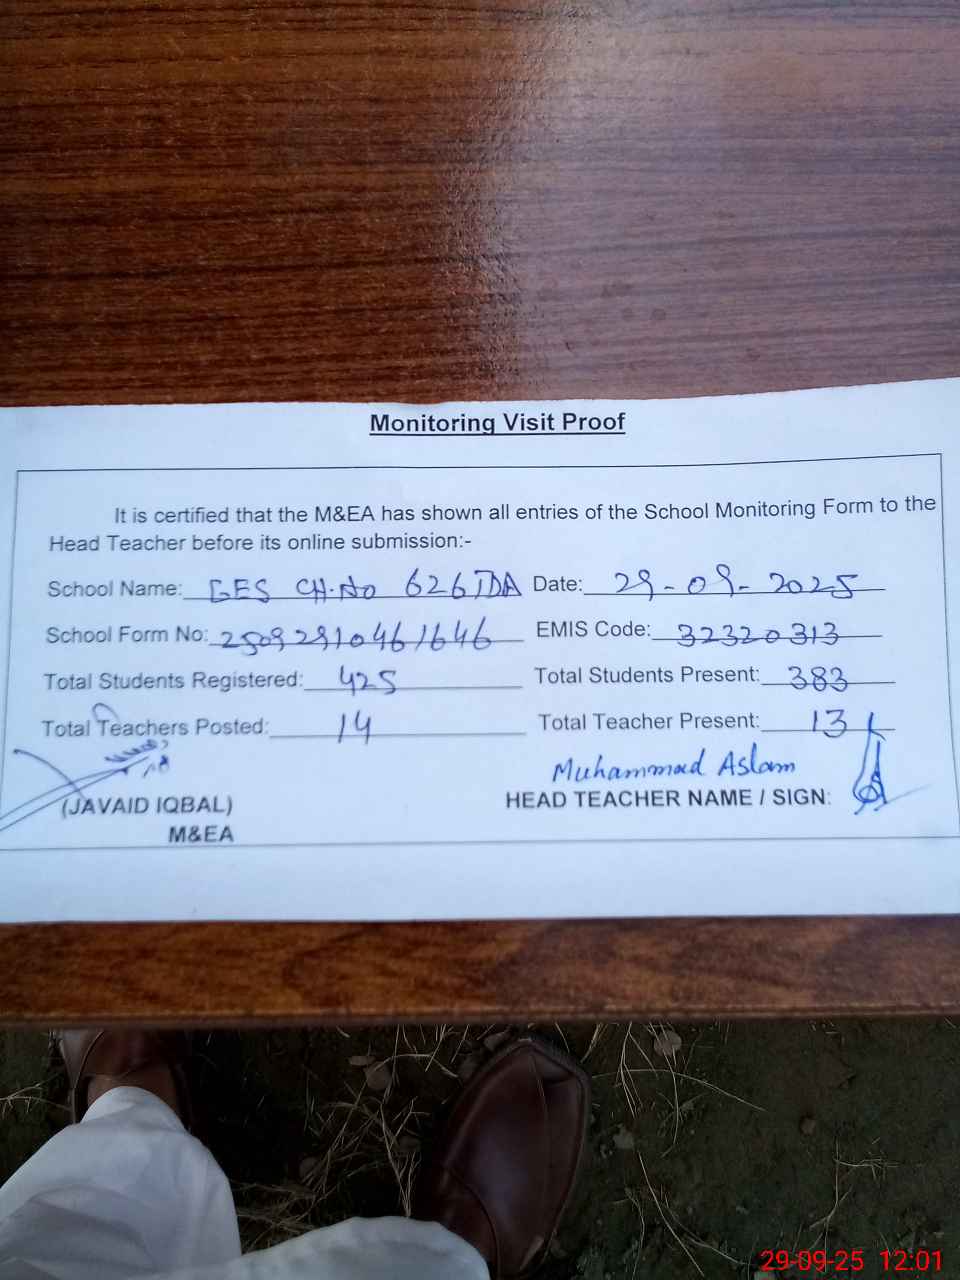 Monitoring Visit Proof
It is certified that the M&EA has shown all entries of the School Monitoring Form to the
Head Teacher before its online submission:-
School Name: GES CH.No 626TDA Date: 29-09-2025
School Form No: 25092910461646 EMIS Code: 32320313
Total Students Registered: 425 Total Students Present: 383
Total Teachers Posted: 14 Total Teacher Present: 13
Muhammad Aslam
(JAVAID IQBAL) HEAD TEACHER NAME / SIGN:
M&EA
29-09-25 12:01